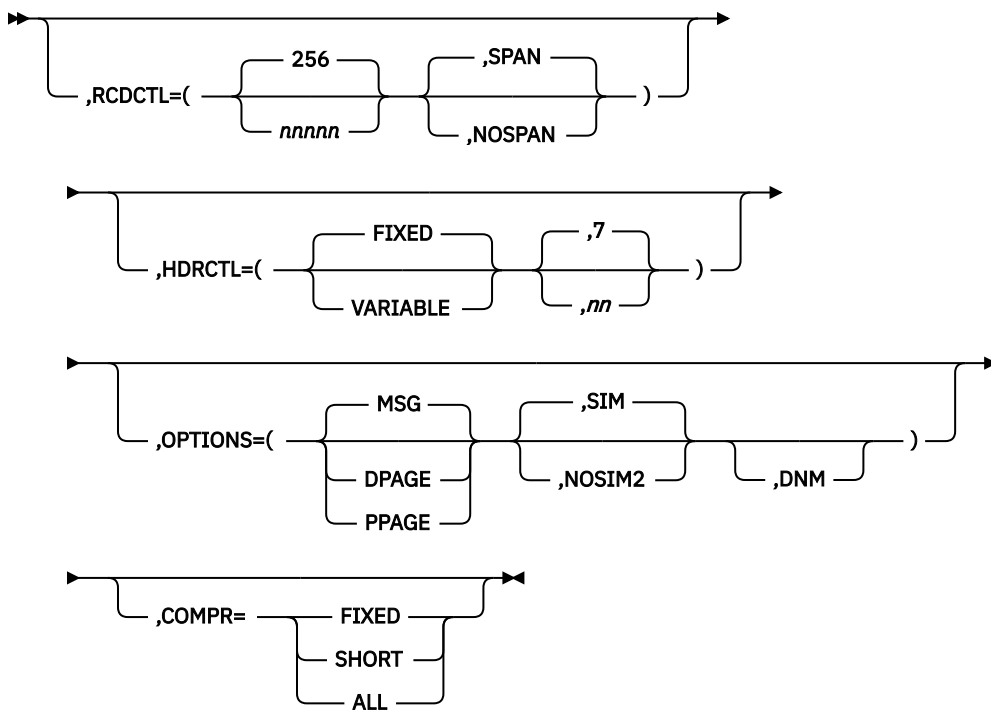 256 ,SPAN
,RCDCTL=( )
nnnnn ,NOSPAN
FIXED ,7
,HDRCTL=( )
VARIABLE ,nn
MSG ,SIM
,OPTIONS=( )
DPAGE ,NOSIM2 ,DNM
PPAGE
,COMPR= FIXED
SHORT
ALL